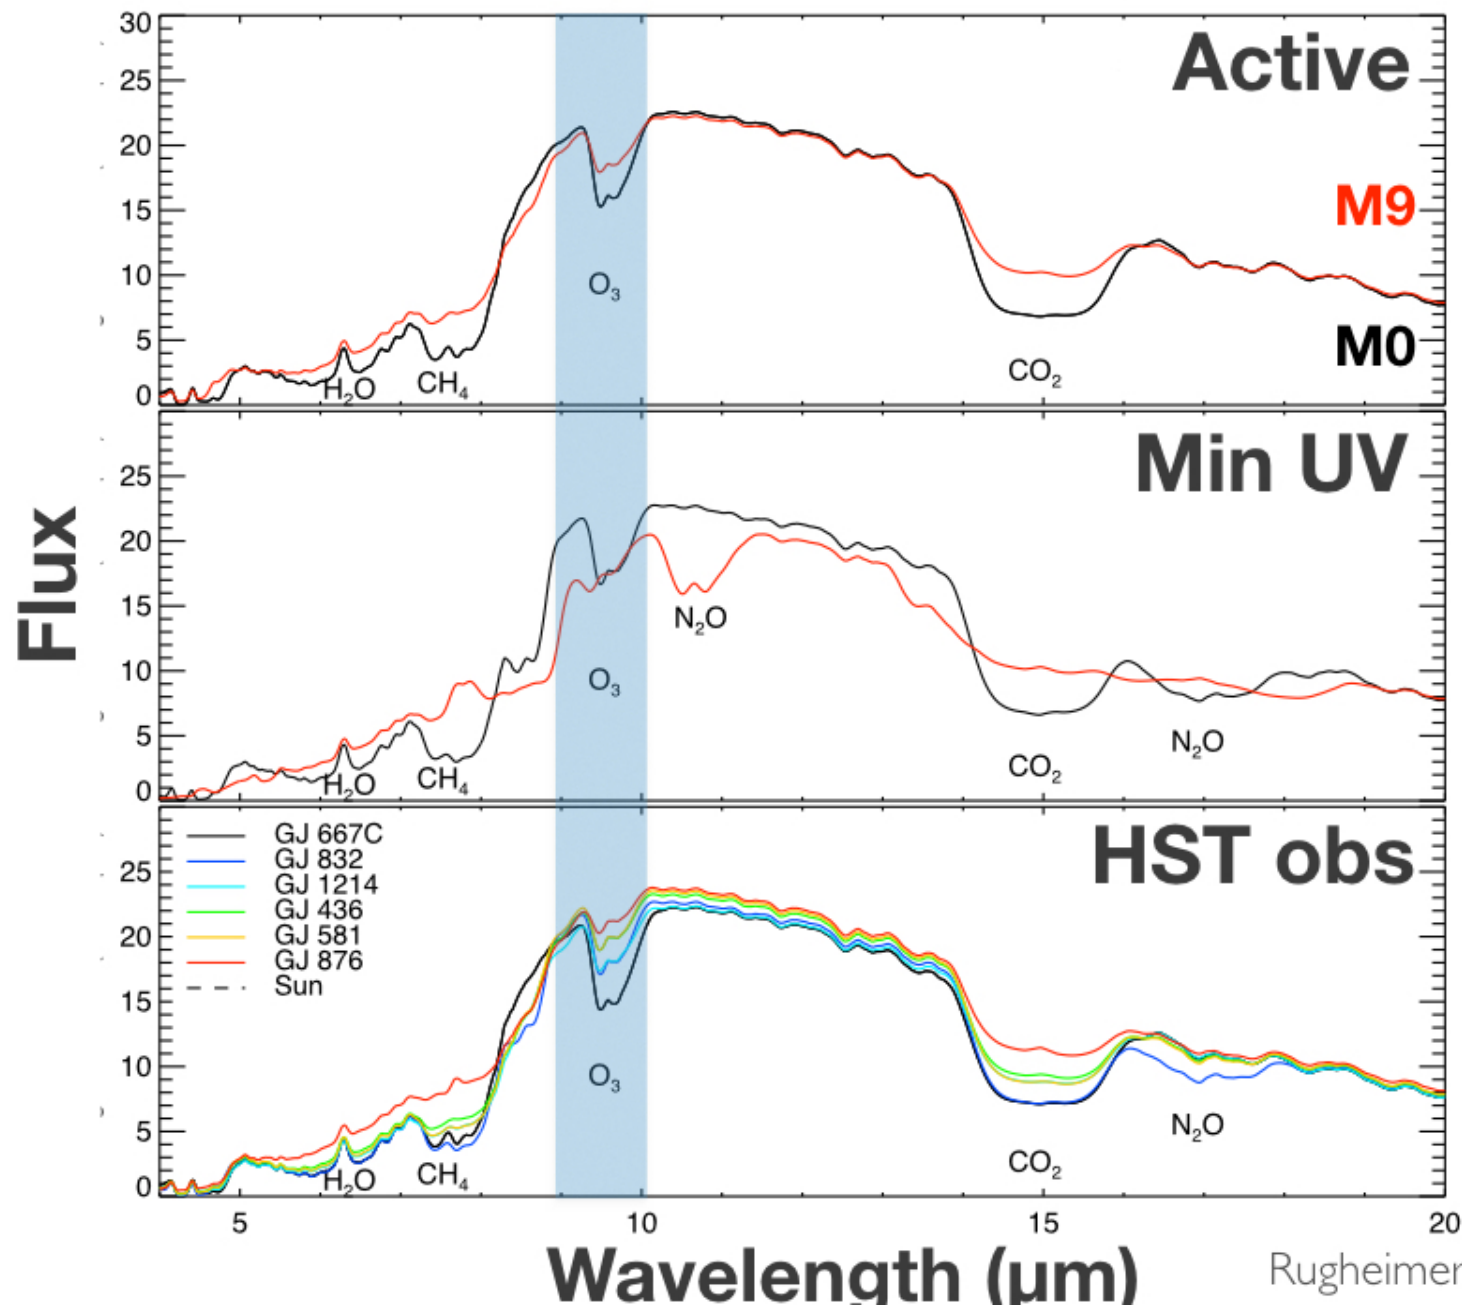 30
25
20
15
10
5
0
Active
M9
M0
O₃
H₂O
CH₄
CO₂
25
20
15
10
5
0
Min UV
Flux
O₃
N₂O
H₂O
CH₄
CO₂
N₂O
25
20
15
10
5
0
HST obs
GJ 667C
GJ 832
GJ 1214
GJ 436
GJ 581
GJ 876
Sun
O₃
H₂O
CH₄
CO₂
N₂O
5 10 15 20
Wavelength (μm)
Rugheimer